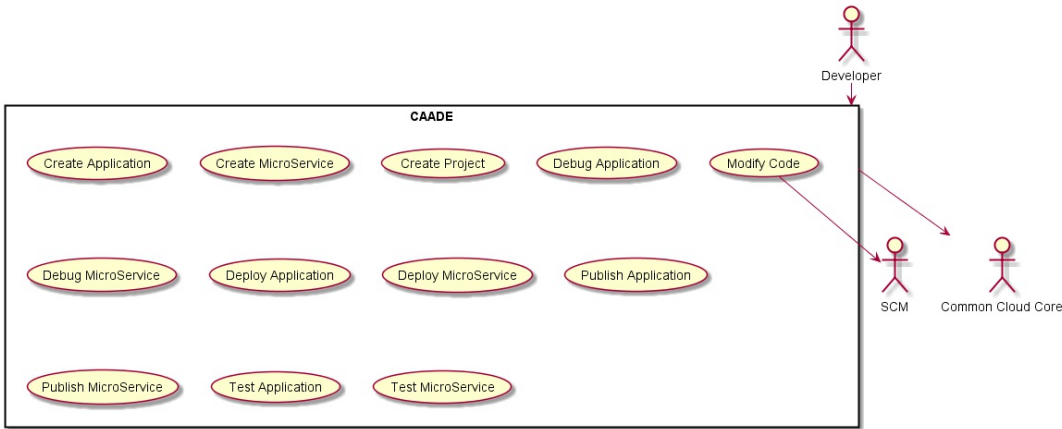 Developer
CAADE
Create Application
Create MicroService
Create Project
Debug Application
Modify Code
Debug MicroService
Deploy Application
Deploy MicroService
Publish Application
SCM
Common Cloud Core
Publish MicroService
Test Application
Test MicroService